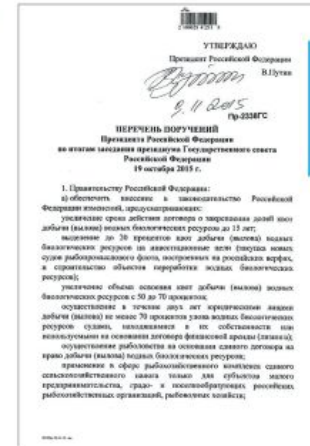 УТВЕРЖДАЮ
Президент Российской Федерации
В.Путин
9.11.2015
Пр-2338ГС
ПЕРЕЧЕНЬ ПОРУЧЕНИЙ
Президента Российской Федерации
по итогам заседания президиума Государственного совета
Российской Федерации
19 октября 2015 г.
1. Правительству Российской Федерации:
а) обеспечить внесение в законодательство Российской
Федерации изменений, предусматривающих:
увеличение срока действия договора о закреплении долей квот
добычи (вылова) водных биологических ресурсов до 15 лет;
выделение до 20 процентов квот добычи (вылова) водных
биологических ресурсов на инвестиционные цели (закупка новых
судов рыбопромыслового флота, построенных на российских верфях,
и строительство объектов переработки водных биологических
ресурсов);
увеличение объема освоения квот добычи (вылова) водных
биологических ресурсов с 50 до 70 процентов;
осуществление в течение двух лет юридическими лицами
добычи (вылова) не менее 70 процентов улова водных биологических
ресурсов судами, находящимися в их собственности или
используемыми на основании договора финансовой аренды (лизинга);
осуществление рыболовства на основании единого договора на
право добычи (вылова) водных биологических ресурсов;
применение в сфере рыбохозяйственного комплекса единого
сельскохозяйственного налога только для субъектов малого
предпринимательства, градо- и поселкообразующих российских
рыбохозяйственных организаций, рыбоводных хозяйств;